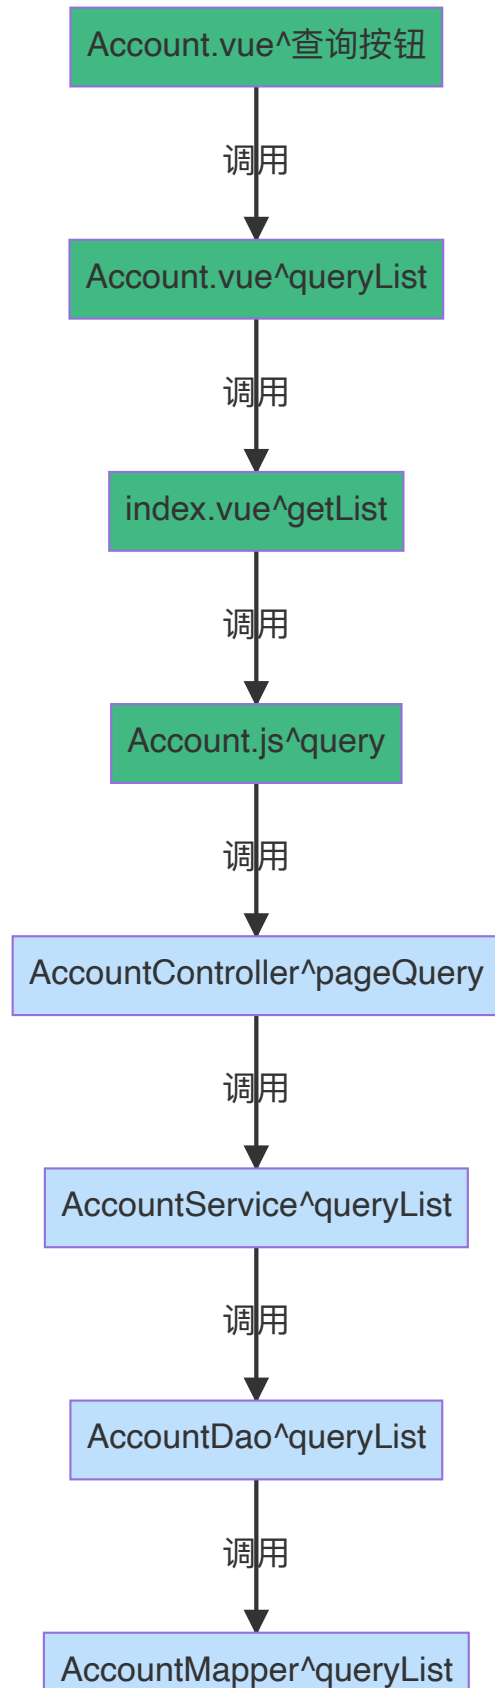 Account.vue^查询按钮
调用
Account.vue^queryList
调用
index.vue^getList
调用
Account.js^query
调用
AccountController^pageQuery
调用
AccountService^queryList
调用
AccountDao^queryList
调用
AccountMapper^queryList